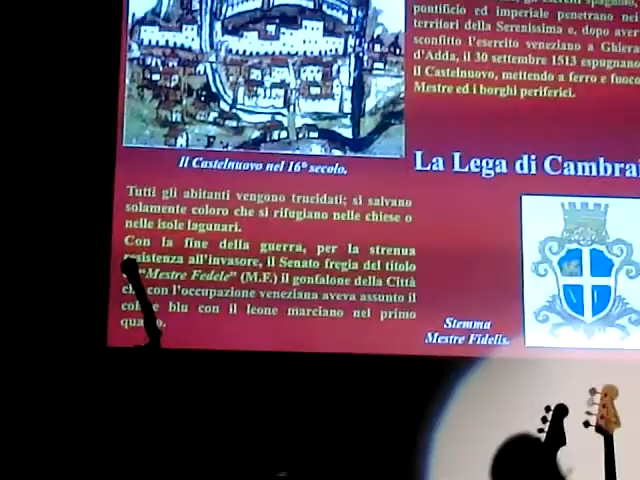 pontificio ed imperiale penetrano nei
territori della Serenissima e, dopo aver
sconfitto l'esercito veneziano a Ghiera
d'Adda, il 30 settembre 1513 espugnano
il Castelnuovo, mettendo a ferro e fuoco
Mestre ed i borghi periferici.
Il Castelnuovo nel 16° secolo.
La Lega di Cambrai
Tutti gli abitanti vengono trucidati; si salvano
solamente coloro che si rifugiano nelle chiese o
nelle isole lagunari.
Con la fine della guerra, per la strenua
resistenza all'invasore, il Senato fregia del titolo
"Mestre Fedele" (M.F.) il gonfalone della Città
che con l'occupazione veneziana aveva assunto il
colore blu con il leone marciano nel primo
quarto.
Stemma
Mestre Fidelis.